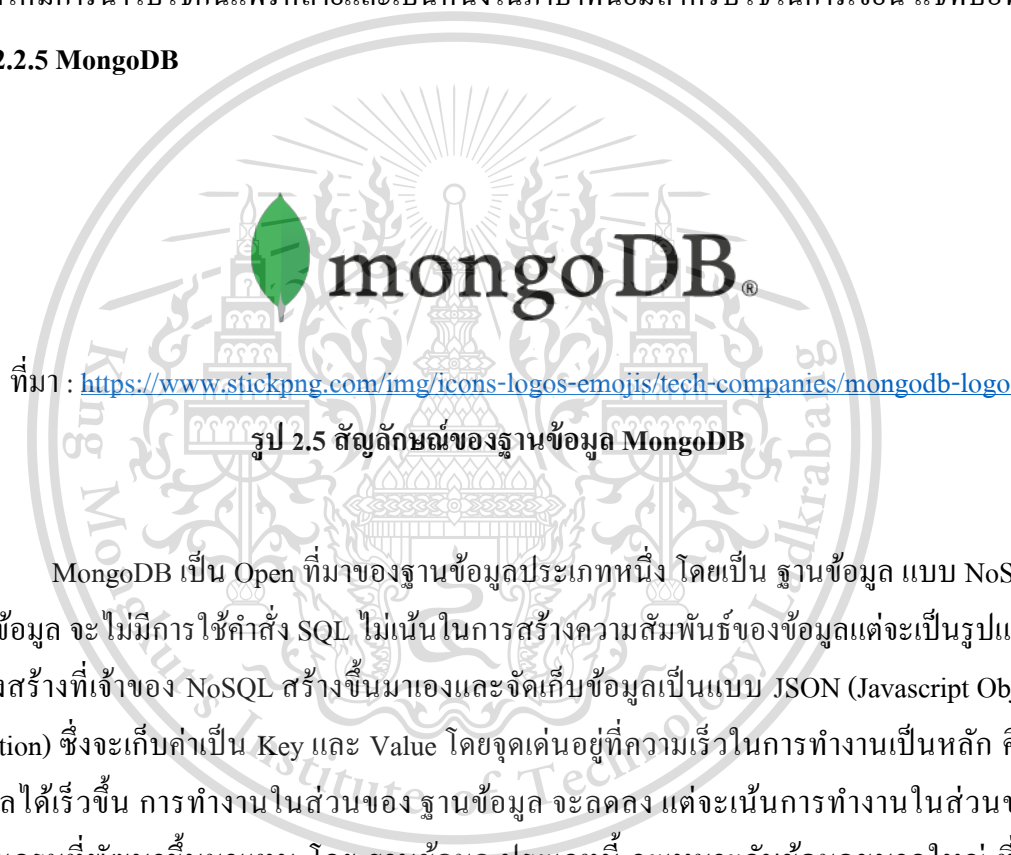 2.2.5 MongoDB
mongoDB®
ที่มา : https://www.stickpng.com/img/icons-logos-emojis/tech-companies/mongodb-logo
รูป 2.5 สัญลักษณ์ของฐานข้อมูล MongoDB
MongoDB เป็น Open ที่มาของฐานข้อมูลประเภทหนึ่ง โดยเป็น ฐานข้อมูล แบบ NoS
ข้อมูล จะไม่มีการใช้คำสั่ง SQL ไม่เน้นในการสร้างความสัมพันธ์ของข้อมูลแต่จะเป็นรูปแ
งสร้างที่เจ้าของ NoSQL สร้างขึ้นมาเองและจัดเก็บข้อมูลเป็นแบบ JSON (Javascript Ob
tion) ซึ่งจะเก็บค่าเป็น Key และ Value โดยจุดเด่นอยู่ที่ความเร็วในการทำงานเป็นหลัก คื
ลได้เร็วขึ้น การทำงานในส่วนของ ฐานข้อมูล จะลดลง แต่จะเน้นการทำงานในส่วนข
King Mongkut's Institute of Technology Ladkrabang